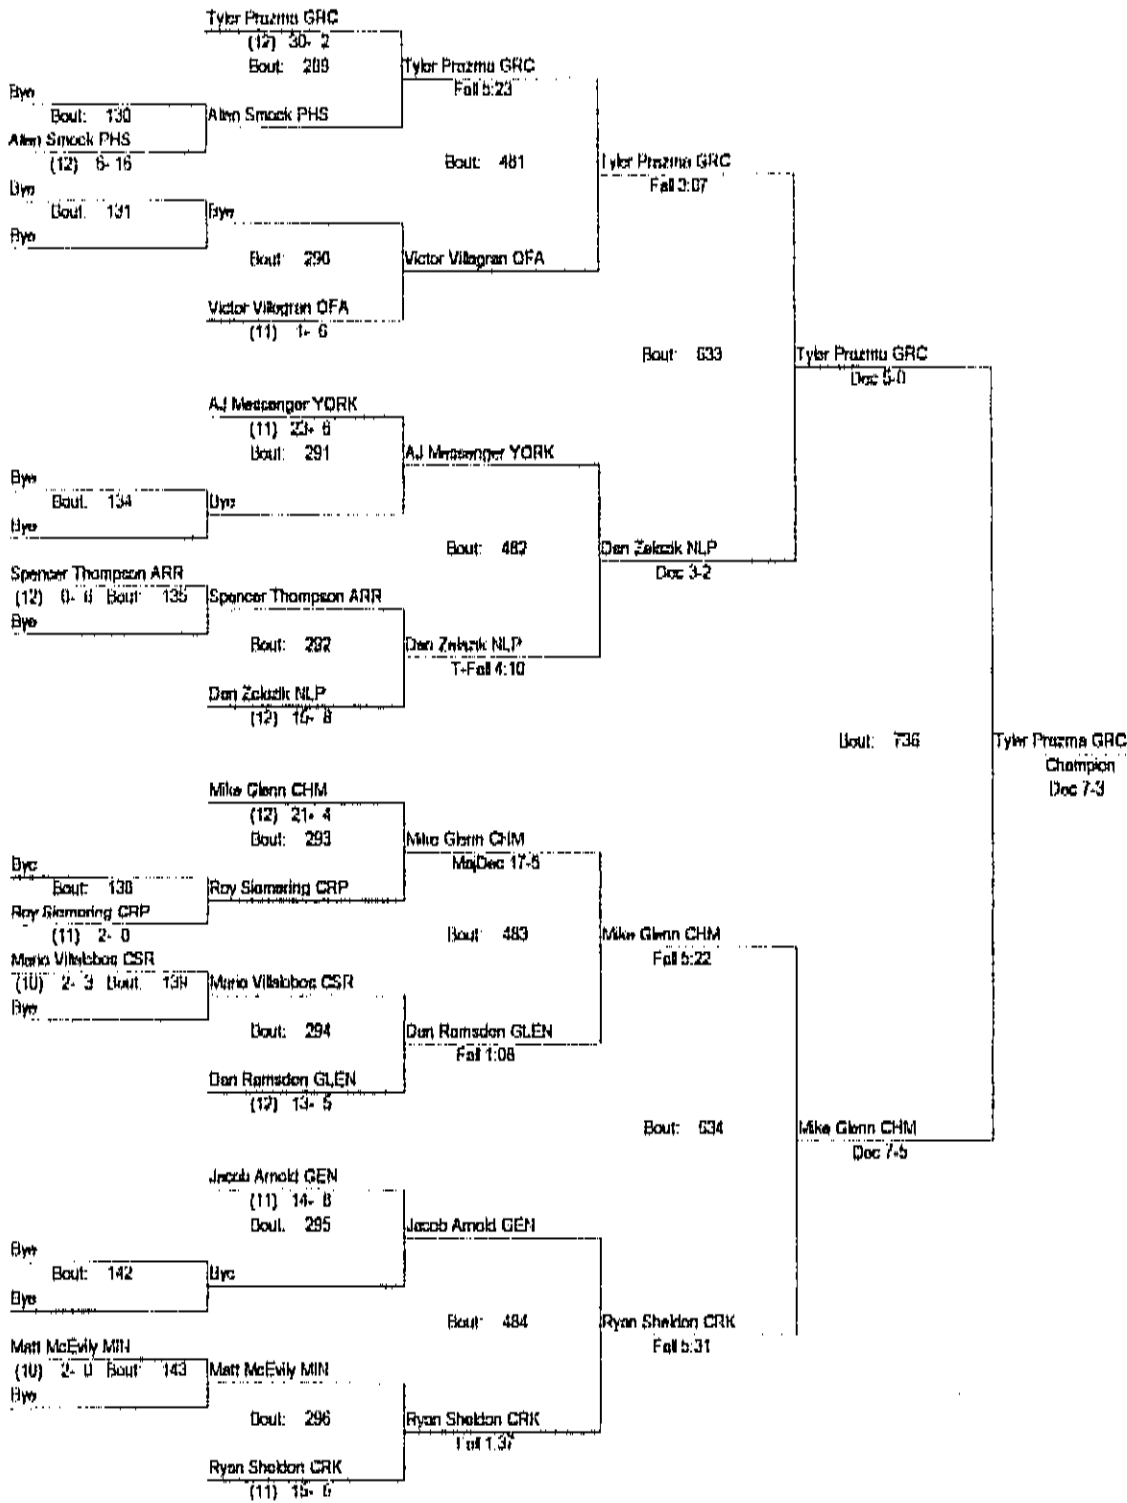 Tyler Prazma GRC
(12) 30- 2
Bout: 289
Tyler Prazma GRC
Fall 5:23
Bye
Bout: 130
Allen Smock PHS
Allen Smock PHS
(12) 6- 16
Bout: 481
Tyler Prazma GRC
Fall 3:07
Bye
Bout: 131
Bye
Bye
Bout: 290
Victor Villagran OFA
Victor Villagran OFA
(11) 1- 6
Bout: 633
Tyler Prazma GRC
Dec 5-0
AJ Messenger YORK
(11) 23- 6
Bout: 291
AJ Messenger YORK
Bye
Bout: 134
Bye
Bye
Bout: 482
Dan Zelazik NLP
Dec 3-2
Spencer Thompson ARR
(12) 0- 6 Bout: 135
Spencer Thompson ARR
Bye
Bout: 292
Dan Zelazik NLP
T-Fall 4:10
Dan Zelazik NLP
(12) 15- 8
Bout: 736
Tyler Prazma GRC
Champion
Dec 7-3
Mike Glenn CHM
(12) 21- 4
Bout: 293
Mike Glenn CHM
MajDec 17-5
Bye
Bout: 138
Roy Siamaring CRP
Roy Siamaring CRP
(11) 2- 0
Bout: 483
Mike Glenn CHM
Fall 5:22
Mario Villalobos CSR
(10) 2- 3 Bout: 139
Mario Villalobos CSR
Bye
Bout: 294
Dan Ramsden GLEN
Fall 1:08
Dan Ramsden GLEN
(12) 13- 5
Bout: 634
Mike Glenn CHM
Dec 7-5
Jacob Arnold GEN
(11) 14- 8
Bout: 295
Jacob Arnold GEN
Bye
Bout: 142
Bye
Bye
Bout: 484
Ryan Sheldon CRK
Fall 5:31
Matt McEvily MIN
(10) 2- 0 Bout: 143
Matt McEvily MIN
Bye
Bout: 296
Ryan Sheldon CRK
Fall 1:37
Ryan Sheldon CRK
(11) 15- 6